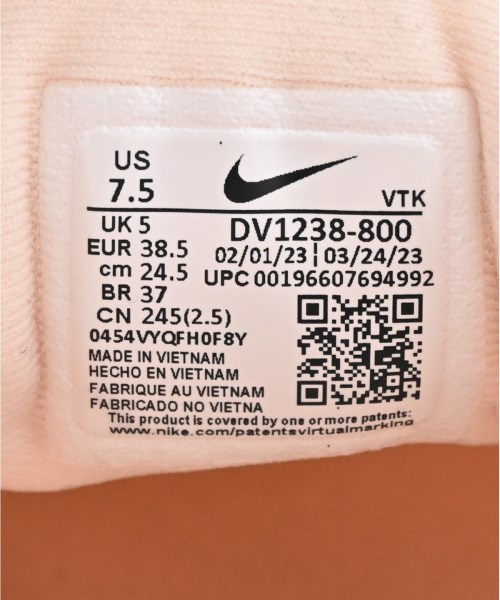 US
7.5
VTK
UK 5
EUR 38.5
cm 24.5
BR 37
CN 245(2.5)
DV1238-800
02/01/23 | 03/24/23
UPC 00196607694992
0454VYQFH0F8Y
MADE IN VIETNAM
HECHO EN VIETNAM
FABRIQUE AU VIETNAM
FABRICADO NO VIETNA
This product is covered by one or more patents:
www.nike.com/patentsvirtualmarking